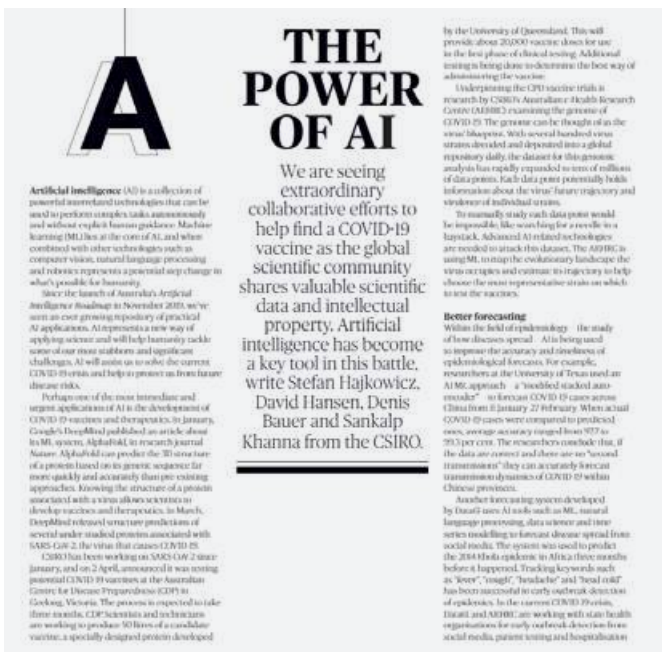 A
Artificial intelligence (AI) is a collection of
powerful interrelated technologies that can be
used to perform complex tasks autonomously
and without explicit human guidance. Machine
learning (ML) lies at the core of AI, and when
combined with other technologies such as
computer vision, natural language processing
and robotics represents a potential step change in
what's possible for humanity.
Since the launch of Australia's Artificial
Intelligence Roadmap in November 2019, we've
seen an ever growing repository of practical
AI applications. AI represents a new way of
applying science and will help humanity tackle
some of our most stubborn and significant
challenges. AI will assist us to solve the current
COVID-19 crisis and help to protect us from future
disease risks.
Perhaps one of the most immediate and
urgent applications of AI is the development of
COVID-19 vaccines and therapeutics. In January,
Google's DeepMind published an article about
its ML system, AlphaFold, in research journal
Nature. AlphaFold can predict the 3D structure
of a protein based on its genetic sequence far
more quickly and accurately than pre-existing
approaches. Knowing the structure of a protein
associated with a virus allows scientists to
develop vaccines and therapeutics. In March,
DeepMind released structure predictions of
several under-studied proteins associated with
SARS-CoV-2, the virus that causes COVID-19.
CSIRO has been working on SARS-CoV-2 since
January, and on 2 April, announced it was testing
potential COVID-19 vaccines at the Australian
Centre for Disease Preparedness (CDP) in
Geelong, Victoria. The process is expected to take
three months. CDP Scientists and technicians
are working to produce 50 litres of a candidate
vaccine, a specially designed protein developed
THE
POWER
OF AI
We are seeing
extraordinary
collaborative efforts to
help find a COVID-19
vaccine as the global
scientific community
shares valuable scientific
data and intellectual
property. Artificial
intelligence has become
a key tool in this battle,
write Stefan Hajkowicz,
David Hansen, Denis
Bauer and Sankalp
Khanna from the CSIRO.
by the University of Queensland. This will
provide about 20,000 vaccine doses for use
in the first phase of clinical testing. Additional
testing is being done to determine the best way of
administering the vaccine.
Underpinning the CPD vaccine trials is
research by CSIRO's Australian e-Health Research
Centre (AEHRC) examining the genome of
COVID-19. The genome can be thought of as the
virus' blueprint. With several hundred virus
strains decoded and deposited into a global
repository daily, the dataset for this genomic
analysis has rapidly expanded to tens of millions
of data points. Each data point potentially holds
information about the virus' future trajectory and
virulence of individual strains.
To manually study each data point would
be impossible, like searching for a needle in a
haystack. Advanced AI related technologies
are needed to attack this dataset. The AEHRC is
using ML to map the evolutionary landscape the
virus occupies and estimate its trajectory to help
choose the most representative strain on which
to test the vaccines.
Better forecasting
Within the field of epidemiology – the study
of how diseases spread – AI is being used
to improve the accuracy and timeliness of
epidemiological forecasts. For example,
researchers at the University of Texas used an
AI/ML approach – a "modified stacked auto-
encoder" – to forecast COVID-19 cases across
China from 11 January-27 February. When actual
COVID-19 cases were compared to predicted
ones, average accuracy ranged from 97.7 to
99.3 per cent. The researchers conclude that, if
the data are correct and there are no "second
transmissions" they can accurately forecast
transmission dynamics of COVID-19 within
Chinese provinces.
Another forecasting system developed
by Data61 uses AI tools such as ML, natural
language processing, data science and time
series modelling to forecast disease spread from
social media. The system was used to predict
the 2014 Ebola epidemic in Africa three months
before it happened. Tracking keywords such
as "fever", "cough", "headache" and "head cold"
has been successful in early outbreak detection
of epidemics. In the current COVID-19 crisis,
Data61 and AEHRC are working with state health
organisations for early outbreak detection from
social media, patient testing and hospitalisation